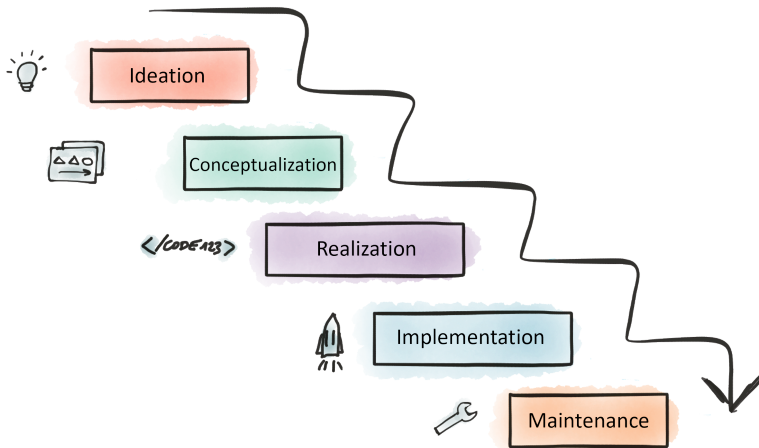 Ideation
Conceptualization
</CODE123>
Realization
Implementation
Maintenance